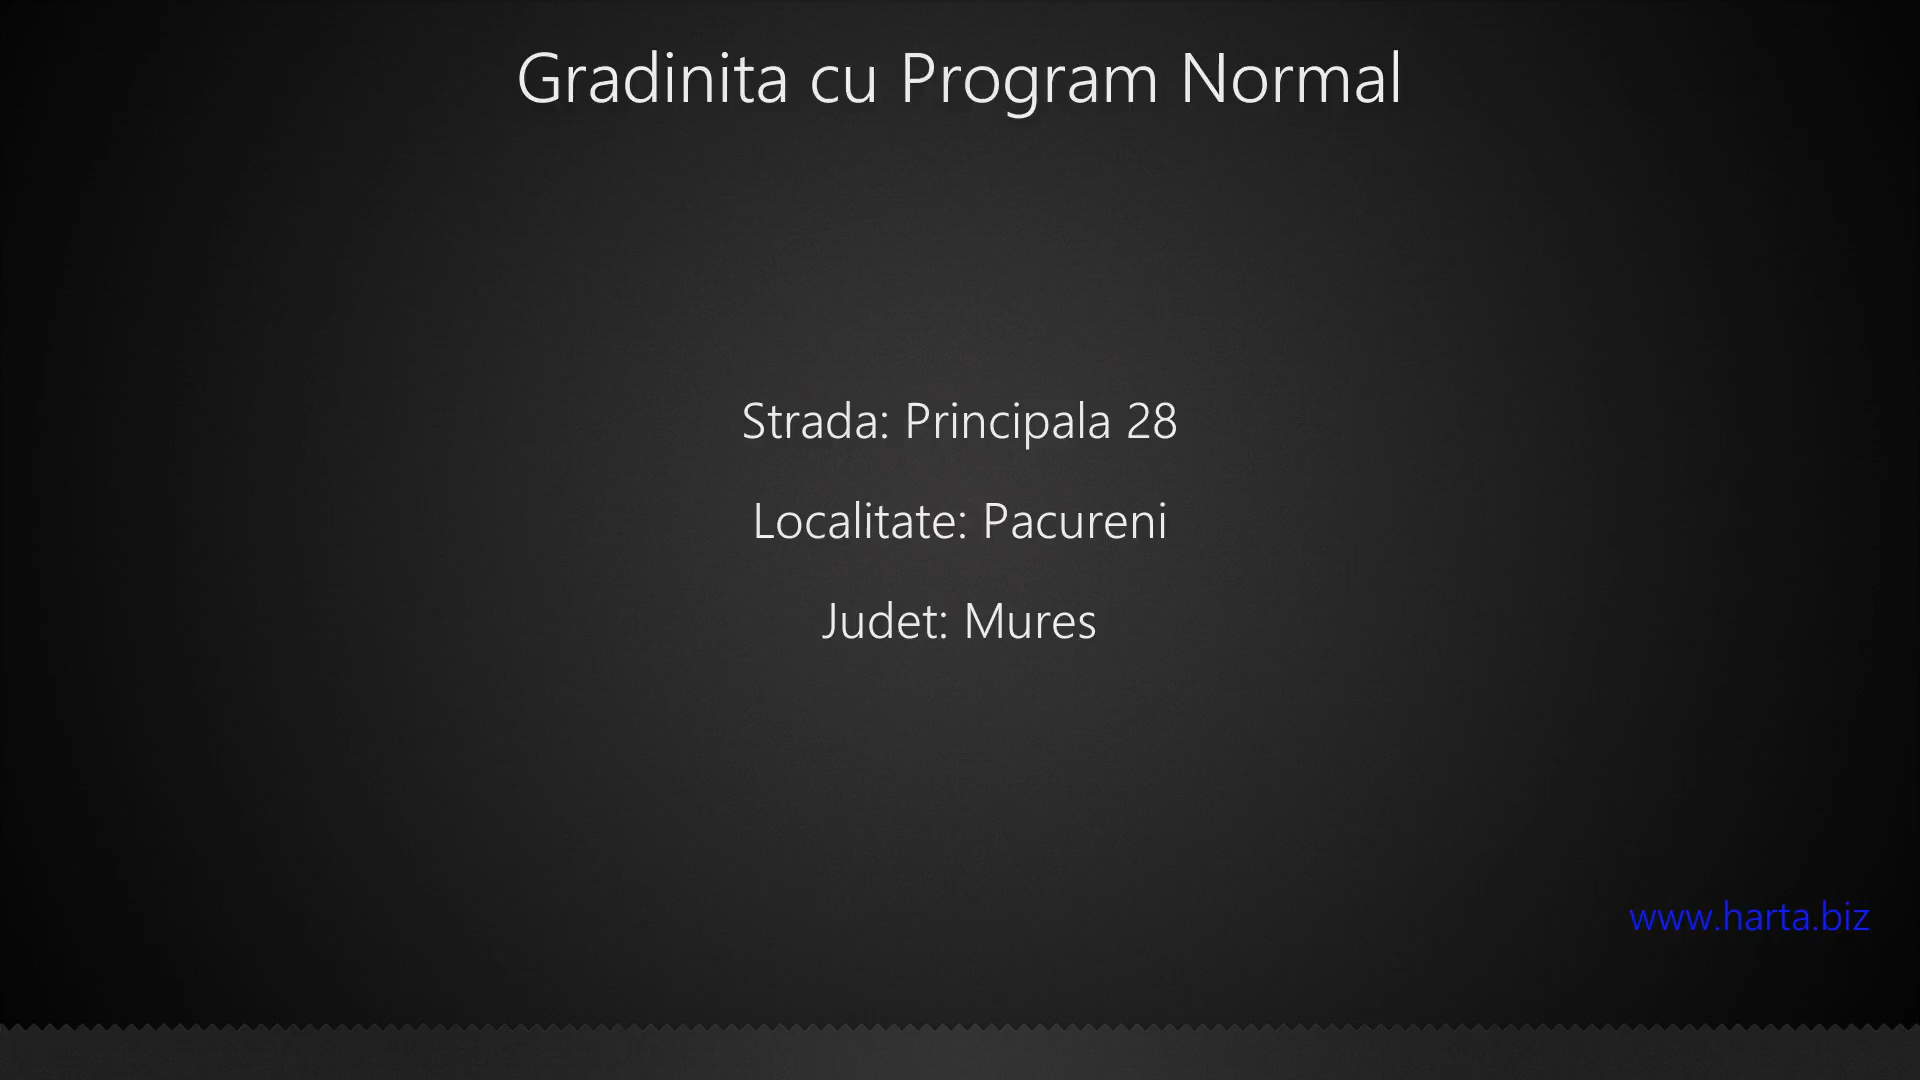 Gradinita cu Program Normal
Strada: Principala 28
Localitate: Pacureni
Judet: Mures
www.harta.biz